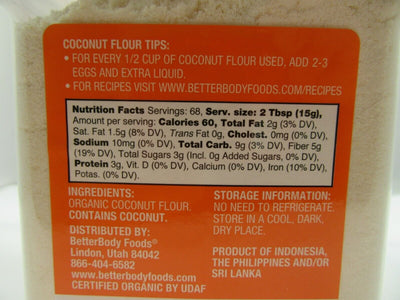 COCONUT FLOUR TIPS:
• FOR EVERY 1/2 CUP OF COCONUT FLOUR USED, ADD 2-3
EGGS AND EXTRA LIQUID.
• FOR RECIPES VISIT WWW.BETTERBODYFOODS.COM/RECIPES
Nutrition Facts Servings: 68, Serv. size: 2 Tbsp (15g),
Amount per serving: Calories 60, Total Fat 2g (3% DV),
Sat. Fat 1.5g (8% DV), Trans Fat 0g, Cholest. 0mg (0% DV),
Sodium 10mg (0% DV), Total Carb. 9g (3% DV), Fiber 5g
(19% DV), Total Sugars 3g (Incl. 0g Added Sugars, 0% DV),
Protein 3g, Vit. D (0% DV), Calcium (0% DV), Iron (10% DV),
Potas. (0% DV).
INGREDIENTS:
ORGANIC COCONUT FLOUR.
CONTAINS COCONUT.
DISTRIBUTED BY:
BetterBody Foods®
Lindon, Utah 84042
866-404-6582
www.betterbodyfoods.com
CERTIFIED ORGANIC BY UDAF
STORAGE INFORMATION:
NO NEED TO REFRIGERATE.
STORE IN A COOL, DARK,
DRY PLACE.
PRODUCT OF INDONESIA,
THE PHILIPPINES AND/OR
SRI LANKA